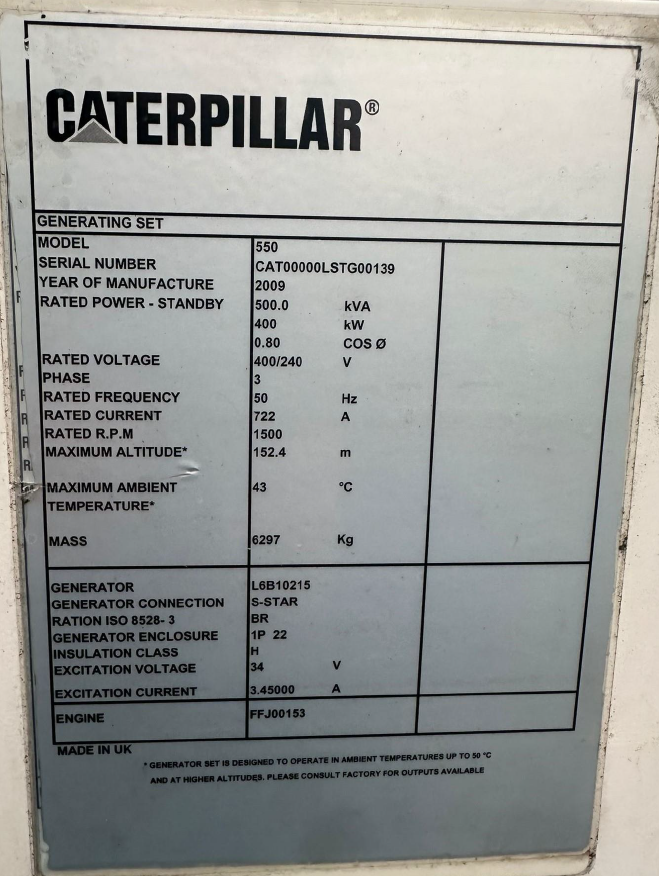 CATERPILLAR®
GENERATING SET
MODEL 550
SERIAL NUMBER CAT00000LSTG00139
YEAR OF MANUFACTURE 2009
RATED POWER - STANDBY 500.0 kVA
400 kW
0.80 COS Ø
RATED VOLTAGE 400/240 V
PHASE 3
RATED FREQUENCY 50 Hz
RATED CURRENT 722 A
RATED R.P.M 1500
MAXIMUM ALTITUDE* 152.4 m
MAXIMUM AMBIENT 43 °C
TEMPERATURE*
MASS 6297 Kg
GENERATOR L6B10215
GENERATOR CONNECTION S-STAR
RATION ISO 8528- 3 BR
GENERATOR ENCLOSURE 1P 22
INSULATION CLASS H
EXCITATION VOLTAGE 34 V
EXCITATION CURRENT 3.45000 A
ENGINE FFJ00153
MADE IN UK
* GENERATOR SET IS DESIGNED TO OPERATE IN AMBIENT TEMPERATURES UP TO 50 °C
AND AT HIGHER ALTITUDES. PLEASE CONSULT FACTORY FOR OUTPUTS AVAILABLE